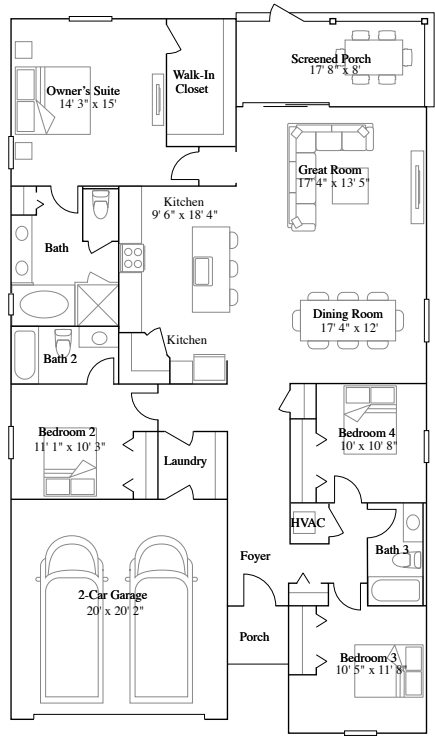 Screened Porch
17' 8" x 8'
Walk-In
Closet
Owner's Suite
14' 3" x 15'
Great Room
17' 4" x 13' 5"
Kitchen
9' 6" x 18' 4"
Bath
Dining Room
17' 4" x 12'
Kitchen
Bath 2
Bedroom 2
11' 1" x 10' 3"
Bedroom 4
10' x 10' 8"
Laundry
HVAC
Bath 3
Foyer
2-Car Garage
20' x 20' 2"
Porch
Bedroom 3
10' 5" x 11' 8"